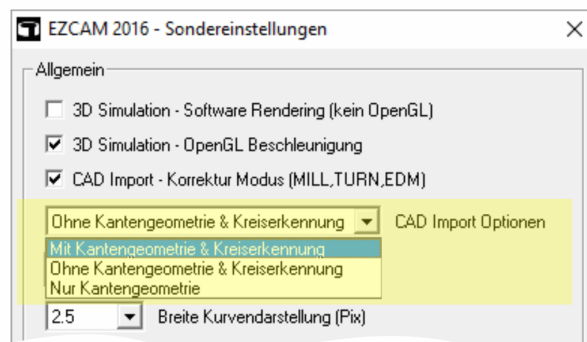 EZCAM 2016 - Sondereinstellungen
Allgemein
3D Simulation - Software Rendering (kein OpenGL)
3D Simulation - OpenGL Beschleunigung
CAD Import - Korrektur Modus (MILL,TURN,EDM)
Ohne Kantengeometrie & Kreiserkennung CAD Import Optionen
Mit Kantengeometrie & Kreiserkennung
Ohne Kantengeometrie & Kreiserkennung
Nur Kantengeometrie
2.5 Breite Kurvendarstellung (Pix)